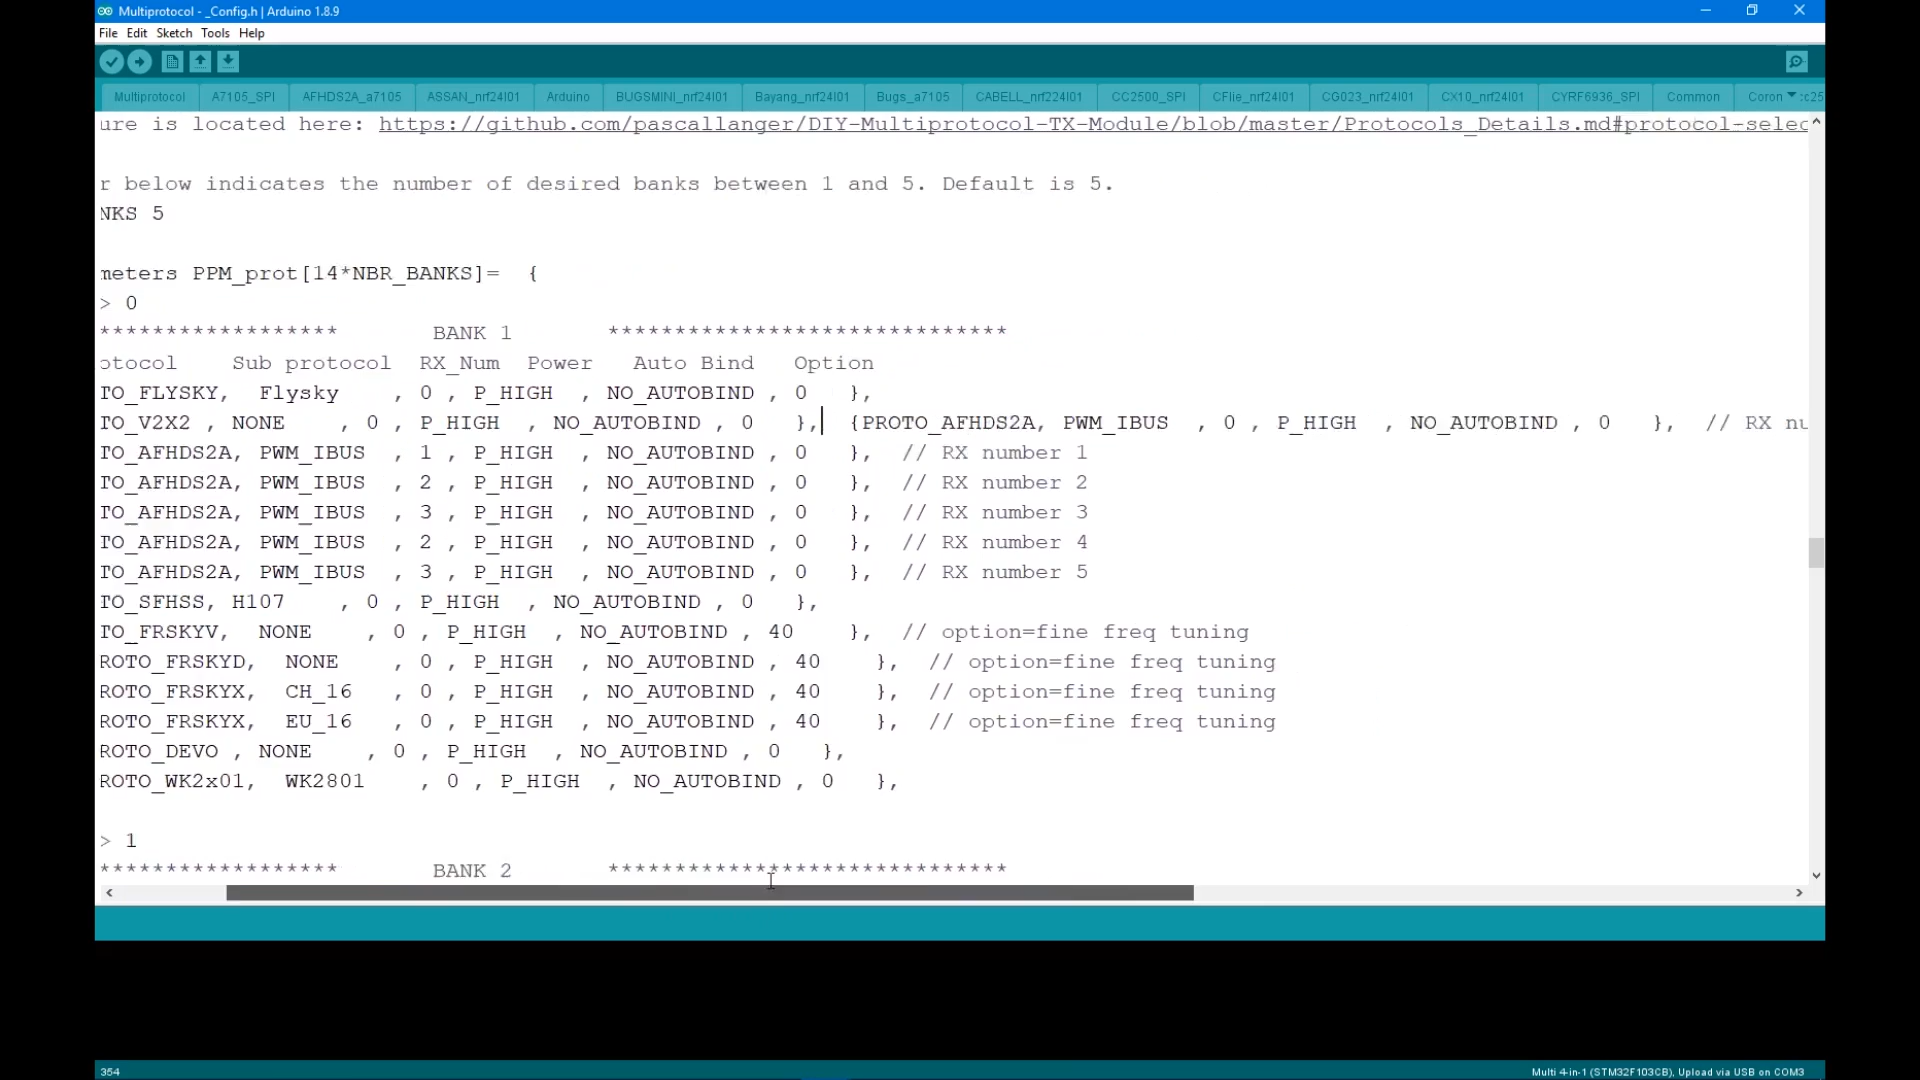 Multiprotocol - _Config.h | Arduino 1.8.9
File Edit Sketch Tools Help
Multiprotocol A7105_SPI AFHDS2A_a7105 ASSAN_nrf24l01 Arduino BUGSMINI_nrf24l01 Bayang_nrf24l01 Bugs_a7105 CABELL_nrf224l01 CC2500_SPI CFlie_nrf24l01 CG023_nrf24l01 CX10_nrf24l01 CYRF6936_SPI Common Coron
ure is located here: https://github.com/pascallanger/DIY-Multiprotocol-TX-Module/blob/master/Protocols_Details.md#protocol-selec
r below indicates the number of desired banks between 1 and 5. Default is 5.
NKS 5
meters PPM_prot[14*NBR_BANKS]= {
> 0
****************** BANK 1 ******************************
otocol Sub protocol RX_Num Power Auto Bind Option
TO_FLYSKY, Flysky , 0 , P_HIGH , NO_AUTOBIND , 0 },
TO_V2X2 , NONE , 0 , P_HIGH , NO_AUTOBIND , 0 }, {PROTO_AFHDS2A, PWM_IBUS , 0 , P_HIGH , NO_AUTOBIND , 0 }, // RX nu
TO_AFHDS2A, PWM_IBUS , 1 , P_HIGH , NO_AUTOBIND , 0 }, // RX number 1
TO_AFHDS2A, PWM_IBUS , 2 , P_HIGH , NO_AUTOBIND , 0 }, // RX number 2
TO_AFHDS2A, PWM_IBUS , 3 , P_HIGH , NO_AUTOBIND , 0 }, // RX number 3
TO_AFHDS2A, PWM_IBUS , 2 , P_HIGH , NO_AUTOBIND , 0 }, // RX number 4
TO_AFHDS2A, PWM_IBUS , 3 , P_HIGH , NO_AUTOBIND , 0 }, // RX number 5
TO_SFHSS, H107 , 0 , P_HIGH , NO_AUTOBIND , 0 },
TO_FRSKYV, NONE , 0 , P_HIGH , NO_AUTOBIND , 40 }, // option=fine freq tuning
ROTO_FRSKYD, NONE , 0 , P_HIGH , NO_AUTOBIND , 40 }, // option=fine freq tuning
ROTO_FRSKYX, CH_16 , 0 , P_HIGH , NO_AUTOBIND , 40 }, // option=fine freq tuning
ROTO_FRSKYX, EU_16 , 0 , P_HIGH , NO_AUTOBIND , 40 }, // option=fine freq tuning
ROTO_DEVO , NONE , 0 , P_HIGH , NO_AUTOBIND , 0 },
ROTO_WK2x01, WK2801 , 0 , P_HIGH , NO_AUTOBIND , 0 },
> 1
****************** BANK 2 ******************************
354
Multi 4-in-1 (STM32F103CB), Upload via USB on COM3